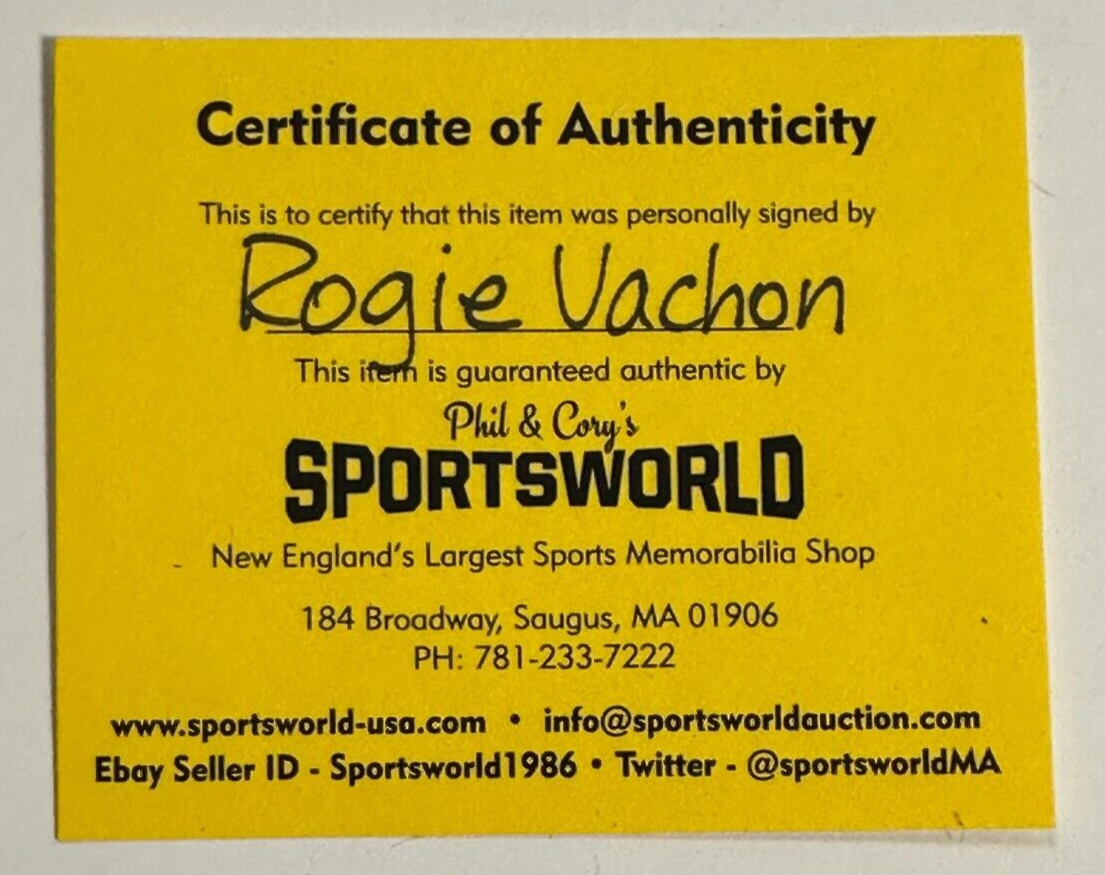 Certificate of Authenticity
This is to certify that this item was personally signed by
Rogie Vachon
This item is guaranteed authentic by
Phil & Cory's
SPORTSWORLD
New England's Largest Sports Memorabilia Shop
184 Broadway, Saugus, MA 01906
PH: 781-233-7222
www.sportsworld-usa.com • info@sportsworldauction.com
Ebay Seller ID - Sportsworld1986 • Twitter - @sportsworldMA